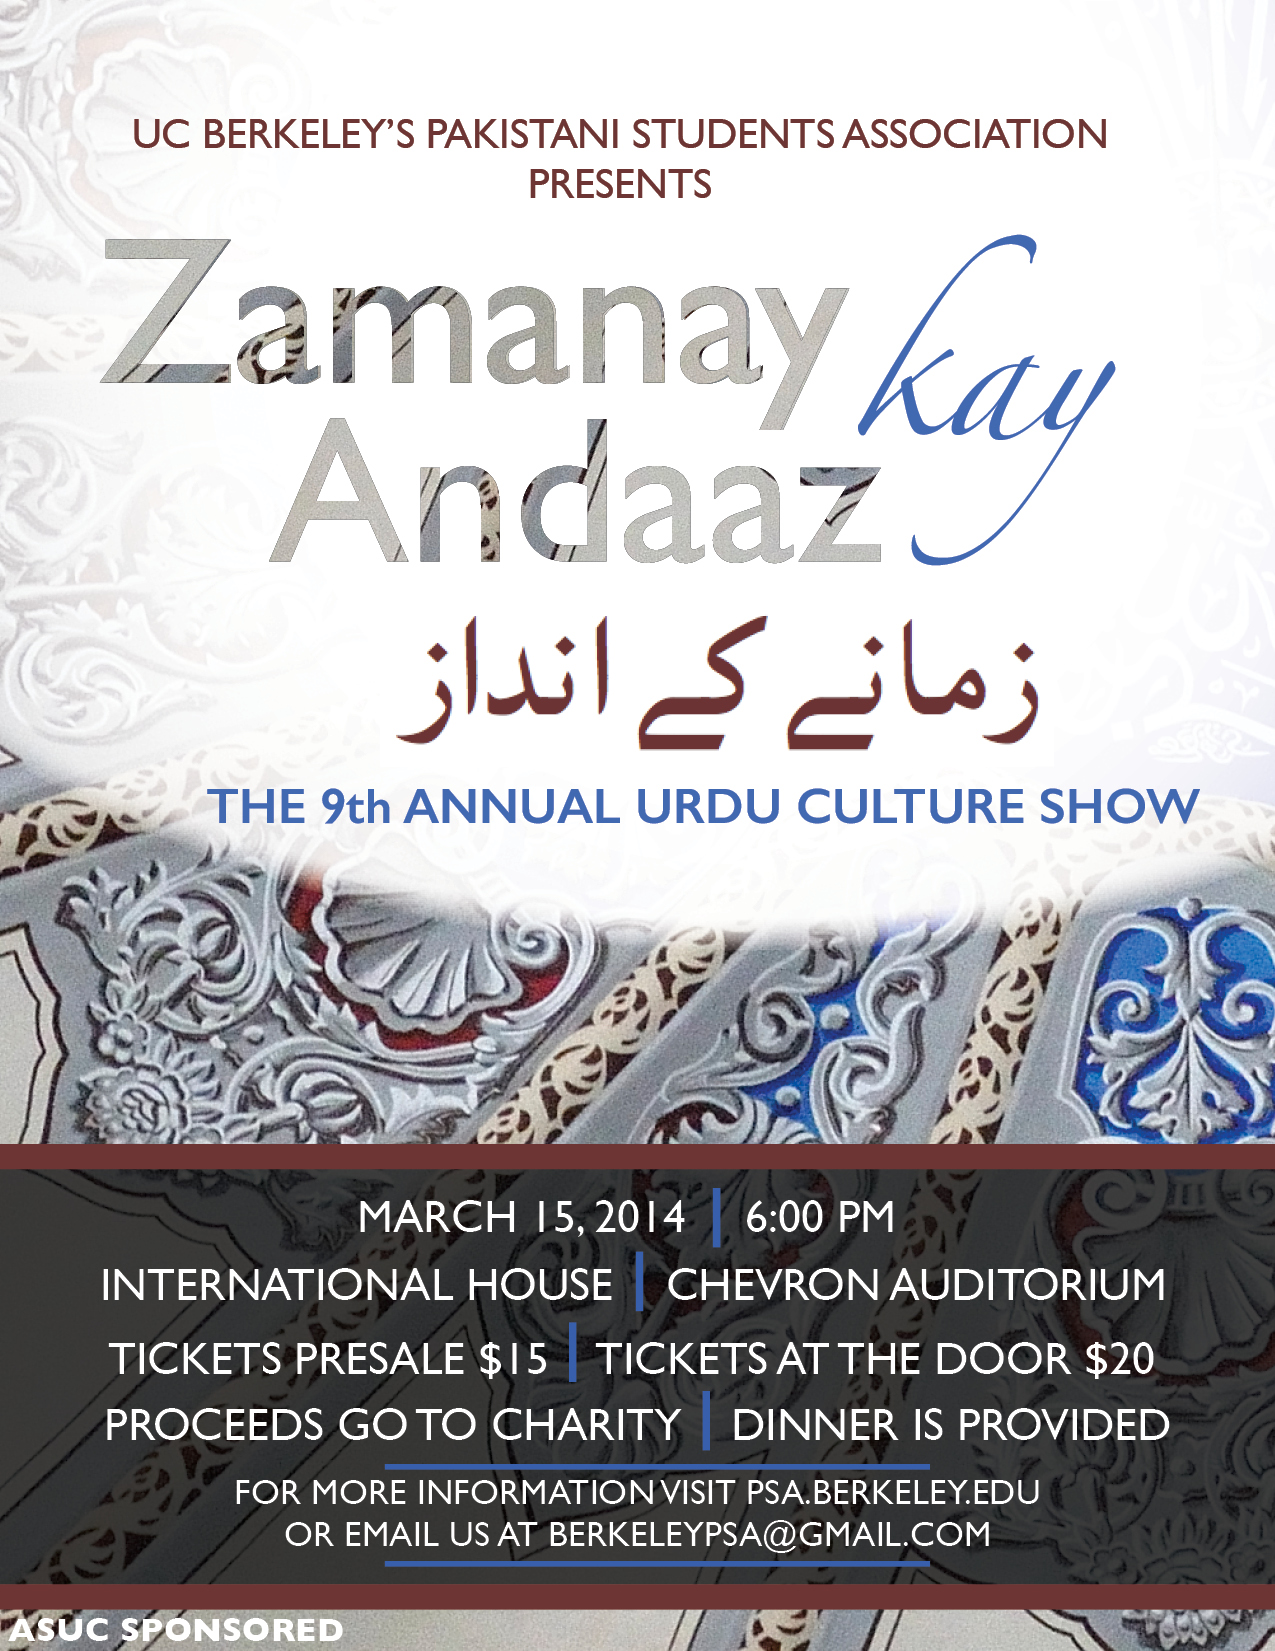 UC BERKELEY'S PAKISTANI STUDENTS ASSOCIATION
PRESENTS
Zamanay kay
Andaaz
زمانے کے انداز
THE 9th ANNUAL URDU CULTURE SHOW
MARCH 15, 2014 | 6:00 PM
INTERNATIONAL HOUSE | CHEVRON AUDITORIUM
TICKETS PRESALE $15 | TICKETS AT THE DOOR $20
PROCEEDS GO TO CHARITY | DINNER IS PROVIDED
FOR MORE INFORMATION VISIT PSA.BERKELEY.EDU
OR EMAIL US AT BERKELEYPSA@GMAIL.COM
ASUC SPONSORED